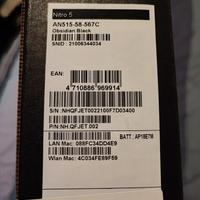 Nitro 5
AN515-58-567C
Obsidian Black
SNID : 21006344034
EAN:
4 710886 969914
S/N :NHQFJET0022100F7D03400
P/N:NH.QFJET.002
BATT : AP18E7M
LAN Mac: 088FC34DD4E9
Wlan Mac: 4C034FE89F59